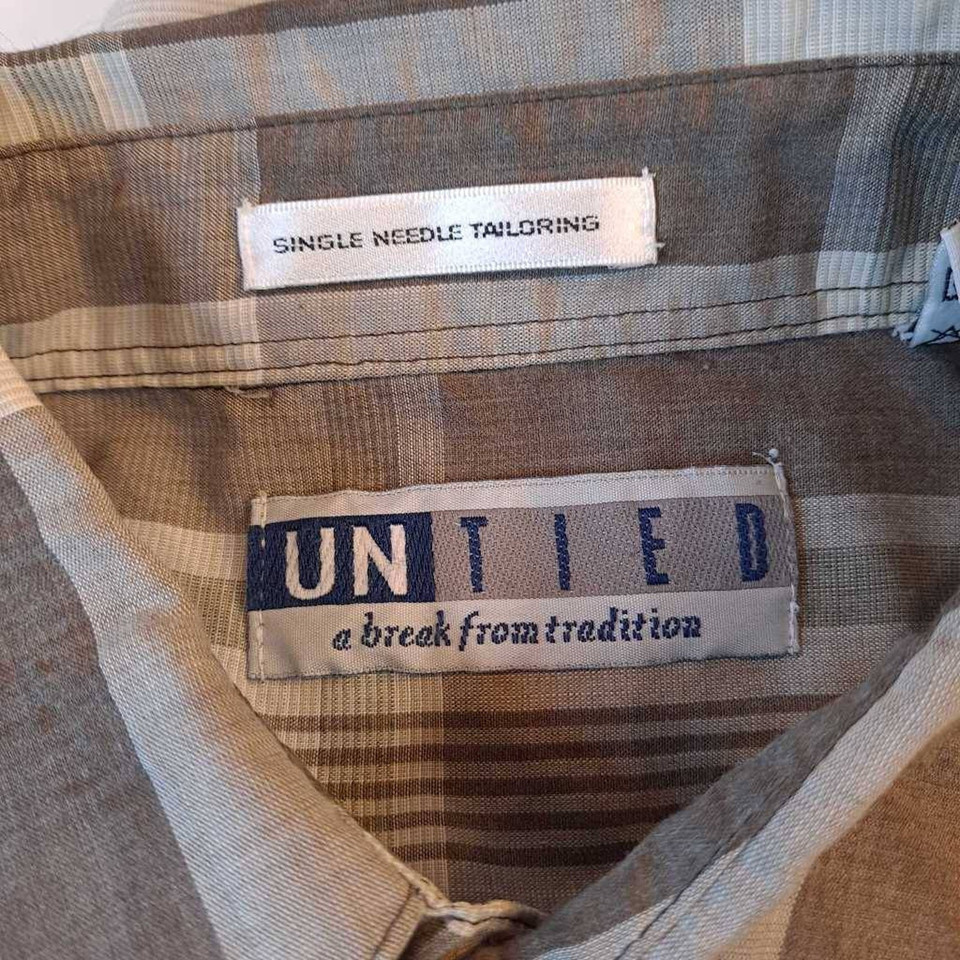 SINGLE NEEDLE TAILORING
UNTIED
a break from tradition